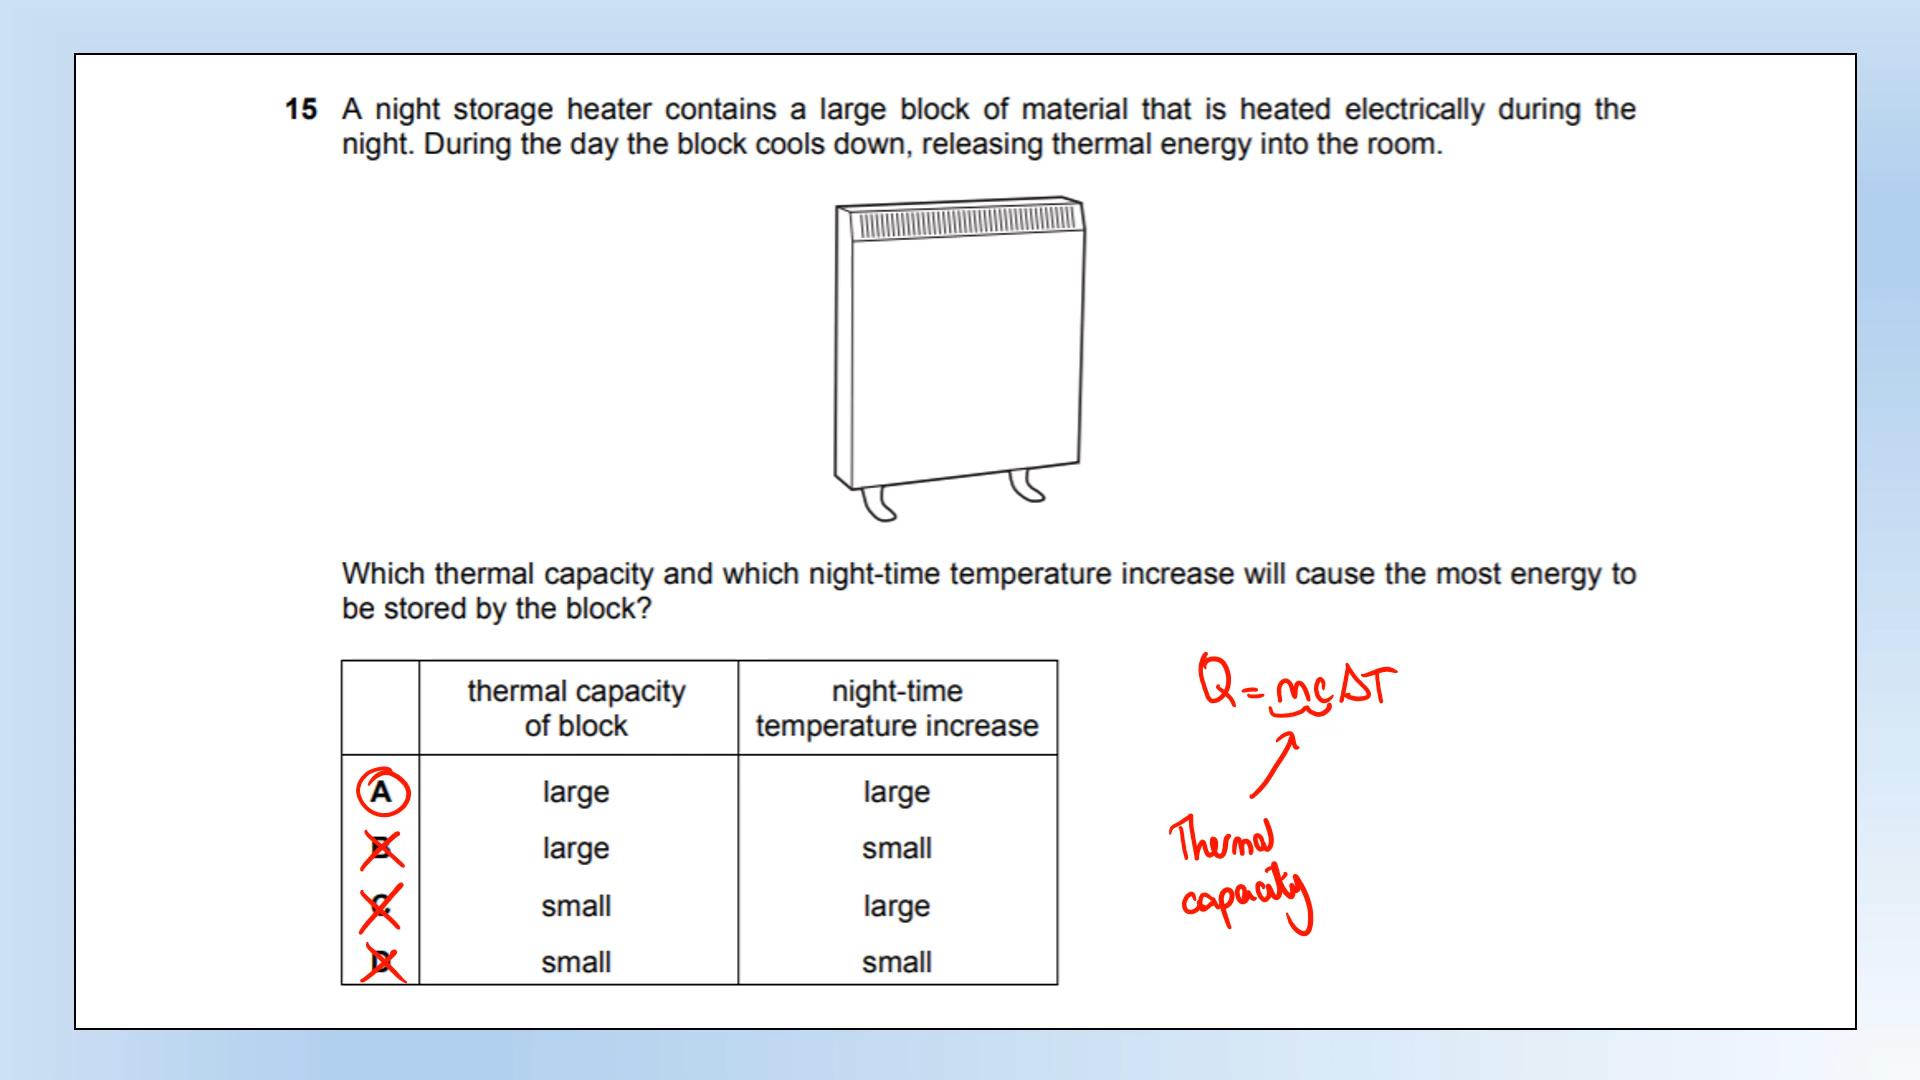 15 A night storage heater contains a large block of material that is heated electrically during the
night. During the day the block cools down, releasing thermal energy into the room.
Which thermal capacity and which night-time temperature increase will cause the most energy to
be stored by the block?
thermal capacity
of block
night-time
temperature increase
A large large
B large small
C small large
D small small
Q = mcΔT
Thermal
capacity